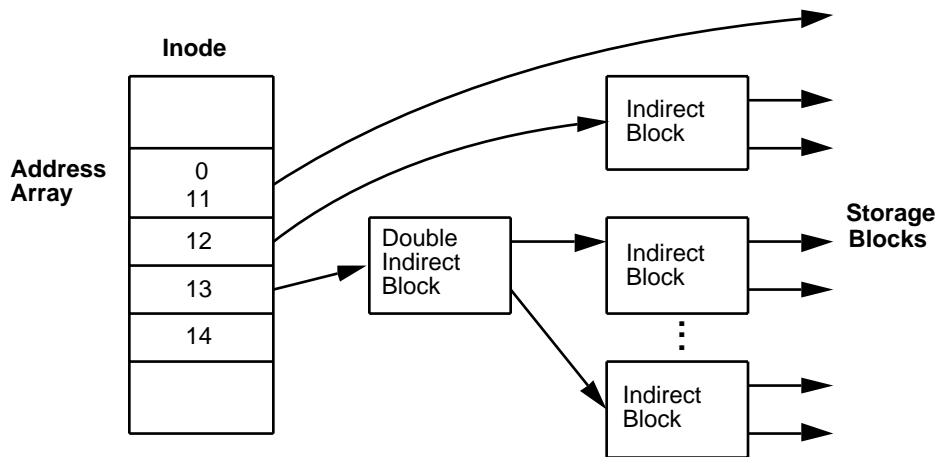 Inode
Address
Array
0
11
12
13
14
Double
Indirect
Block
Indirect
Block
Indirect
Block
Indirect
Block
Storage
Blocks